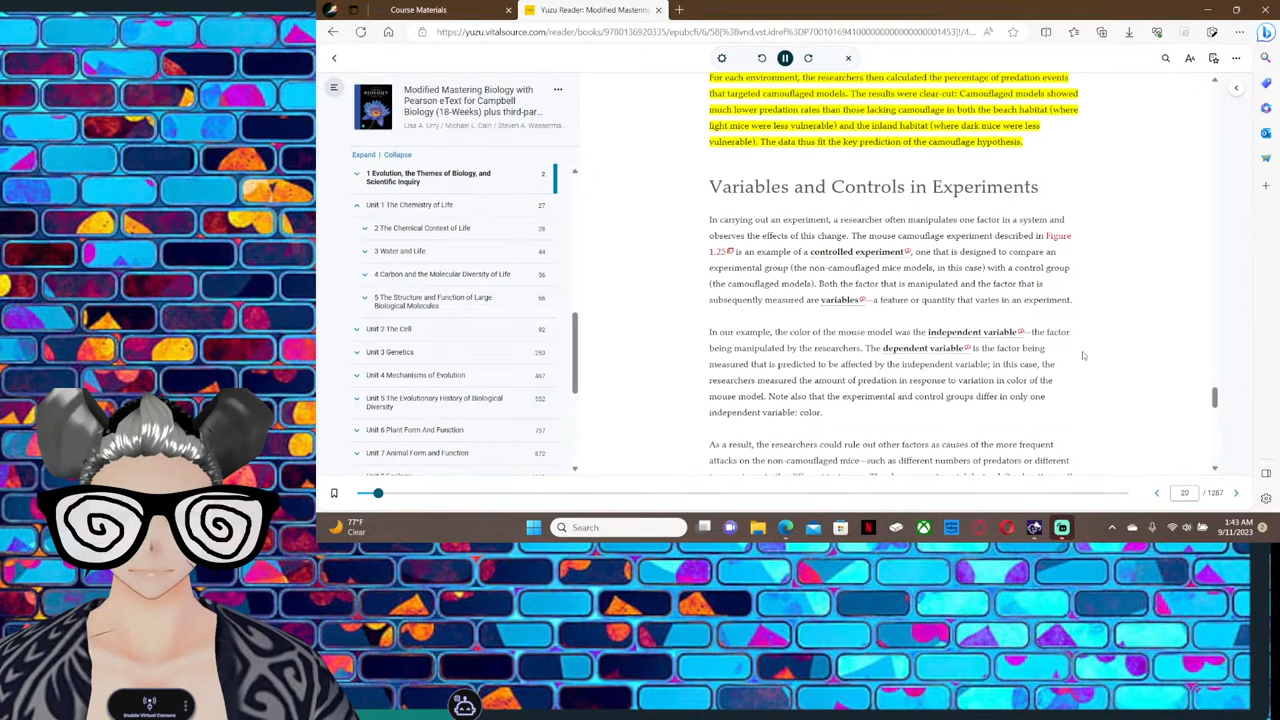 Course Materials
Yuzu Reader: Modified Mastering
https://yuzu.vitalsource.com/reader/books/9780136920335/epubcfi/6/58[%3Bvnd.vst.idref%3DP7001016941000000000000000001453]!/4...
Modified Mastering Biology with
Pearson eText for Campbell
Biology (18-Weeks) plus third-par...
Lisa A. Urry / Michael L. Cain / Steven A. Wasserma...
Expand | Collapse
1 Evolution, the Themes of Biology, and
Scientific Inquiry
2
Unit 1 The Chemistry of Life
27
2 The Chemical Context of Life
28
3 Water and Life
44
4 Carbon and the Molecular Diversity of Life
56
5 The Structure and Function of Large
Biological Molecules
66
Unit 2 The Cell
92
Unit 3 Genetics
253
Unit 4 Mechanisms of Evolution
467
Unit 5 The Evolutionary History of Biological
Diversity
552
Unit 6 Plant Form And Function
757
Unit 7 Animal Form and Function
872
For each environment, the researchers then calculated the percentage of predation events
that targeted camouflaged models. The results were clear-cut: Camouflaged models showed
much lower predation rates than those lacking camouflage in both the beach habitat (where
light mice were less vulnerable) and the inland habitat (where dark mice were less
vulnerable). The data thus fit the key prediction of the camouflage hypothesis.
Variables and Controls in Experiments
In carrying out an experiment, a researcher often manipulates one factor in a system and
observes the effects of this change. The mouse camouflage experiment described in Figure
1.25 is an example of a controlled experiment, one that is designed to compare an
experimental group (the non-camouflaged mice models, in this case) with a control group
(the camouflaged models). Both the factor that is manipulated and the factor that is
subsequently measured are variables—a feature or quantity that varies in an experiment.
In our example, the color of the mouse model was the independent variable—the factor
being manipulated by the researchers. The dependent variable is the factor being
measured that is predicted to be affected by the independent variable; in this case, the
researchers measured the amount of predation in response to variation in color of the
mouse model. Note also that the experimental and control groups differ in only one
independent variable: color.
As a result, the researchers could rule out other factors as causes of the more frequent
attacks on the non-camouflaged mice—such as different numbers of predators or different
20 / 1287
77°F
Clear
Search
1:43 AM
9/11/2023
Enable Virtual Camera